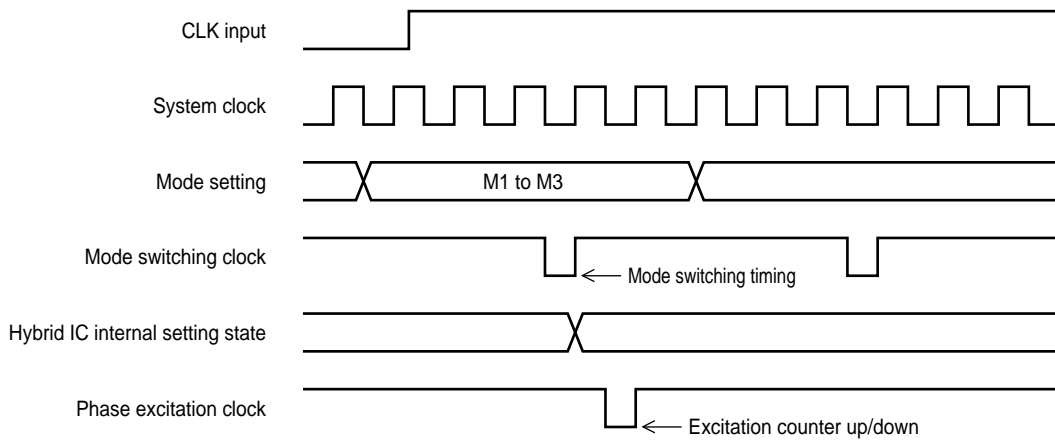 CLK input
System clock
Mode setting
M1 to M3
Mode switching clock
Mode switching timing
Hybrid IC internal setting state
Phase excitation clock
Excitation counter up/down